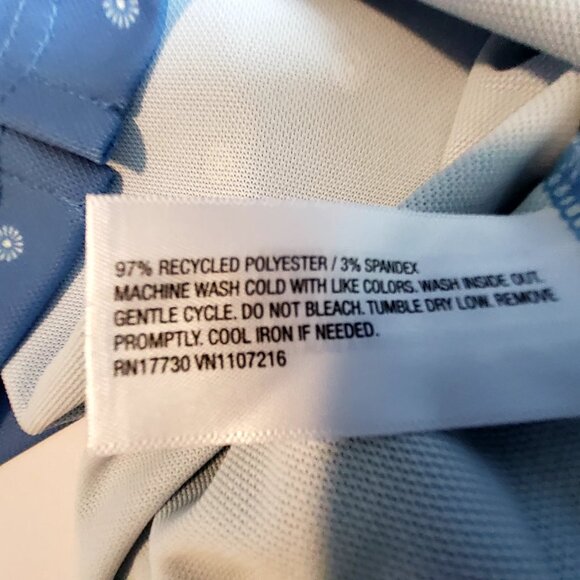 97% RECYCLED POLYESTER / 3% SPANDEX
MACHINE WASH COLD WITH LIKE COLORS. WASH INSIDE OUT.
GENTLE CYCLE. DO NOT BLEACH. TUMBLE DRY LOW. REMOVE
PROMPTLY. COOL IRON IF NEEDED.
RN17730 VN1107216